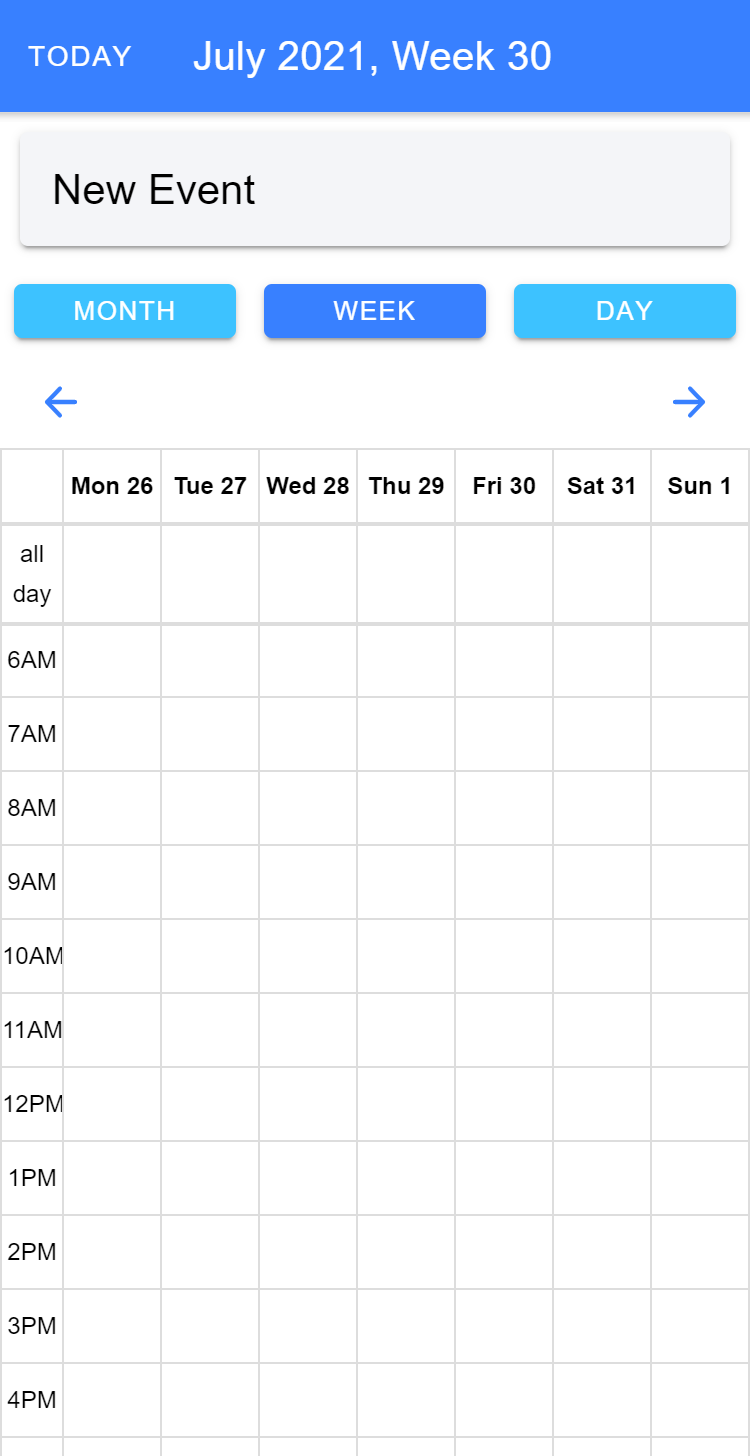 TODAY July 2021, Week 30
New Event
MONTH WEEK DAY
Mon 26 Tue 27 Wed 28 Thu 29 Fri 30 Sat 31 Sun 1
all
day
6AM
7AM
8AM
9AM
10AM
11AM
12PM
1PM
2PM
3PM
4PM